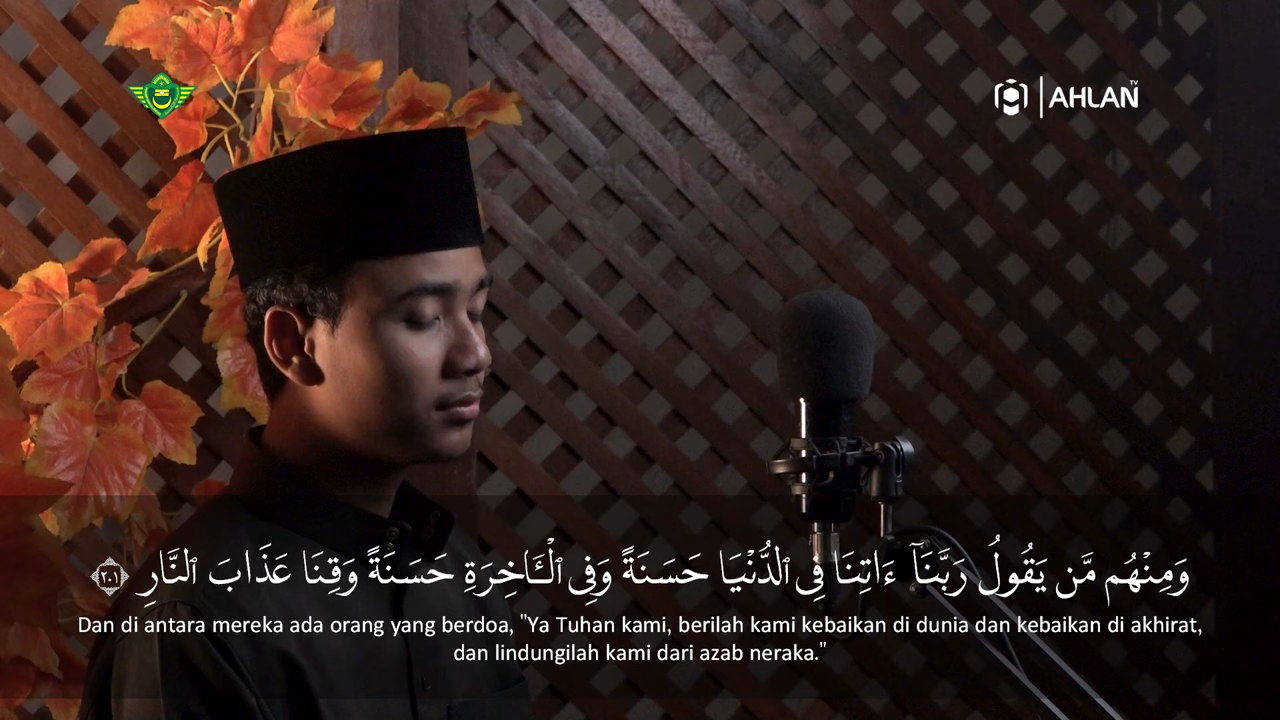 AHLAN TV
وَمِنْهُم مَّن يَقُولُ رَبَّنَآ ءَاتِنَا فِى ٱلدُّنْيَا حَسَنَةً وَفِى ٱلْـَٔاخِرَةِ حَسَنَةً وَقِنَا عَذَابَ ٱلنَّارِ ٢٠١
Dan di antara mereka ada orang yang berdoa, "Ya Tuhan kami, berilah kami kebaikan di dunia dan kebaikan di akhirat,
dan lindungilah kami dari azab neraka."